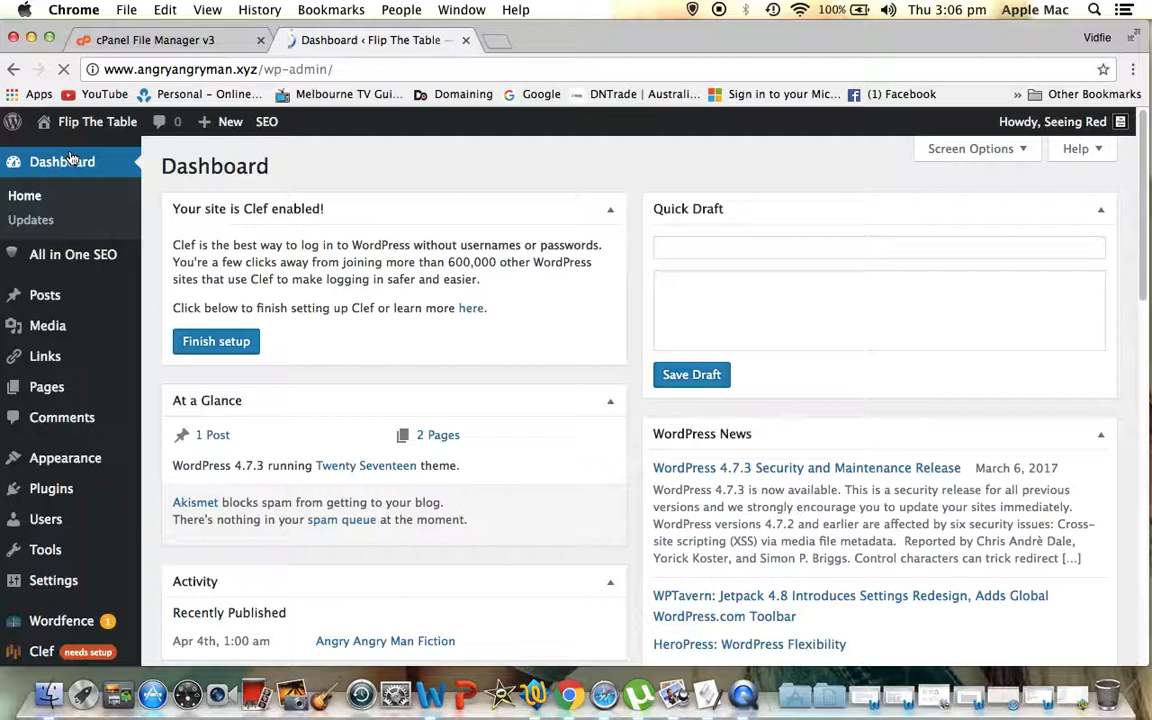 Chrome File Edit View History Bookmarks People Window Help 100% Thu 3:06 pm Apple Mac
cPanel File Manager v3 Dashboard ‹ Flip The Table — Vidfie
www.angryangryman.xyz/wp-admin/
Apps YouTube Personal – Online... Melbourne TV Gui... Do Domaining Google DNTrade | Australi... Sign in to your Mic... (1) Facebook » Other Bookmarks
Flip The Table 0 + New SEO Howdy, Seeing Red
Dashboard
Home
Updates
All in One SEO
Posts
Media
Links
Pages
Comments
Appearance
Plugins
Users
Tools
Settings
Wordfence 1
Clef needs setup
Screen Options Help
Dashboard
Your site is Clef enabled!
Clef is the best way to log in to WordPress without usernames or passwords.
You're a few clicks away from joining more than 600,000 other WordPress
sites that use Clef to make logging in safer and easier.
Click below to finish setting up Clef or learn more here.
Finish setup
At a Glance
1 Post 2 Pages
WordPress 4.7.3 running Twenty Seventeen theme.
Akismet blocks spam from getting to your blog.
There's nothing in your spam queue at the moment.
Activity
Recently Published
Apr 4th, 1:00 am Angry Angry Man Fiction
Quick Draft
Save Draft
WordPress News
WordPress 4.7.3 Security and Maintenance Release March 6, 2017
WordPress 4.7.3 is now available. This is a security release for all previous
versions and we strongly encourage you to update your sites immediately.
WordPress versions 4.7.2 and earlier are affected by six security issues: Cross-
site scripting (XSS) via media file metadata. Reported by Chris Andrè Dale,
Yorick Koster, and Simon P. Briggs. Control characters can trick redirect […]
WPTavern: Jetpack 4.8 Introduces Settings Redesign, Adds Global
WordPress.com Toolbar
HeroPress: WordPress Flexibility